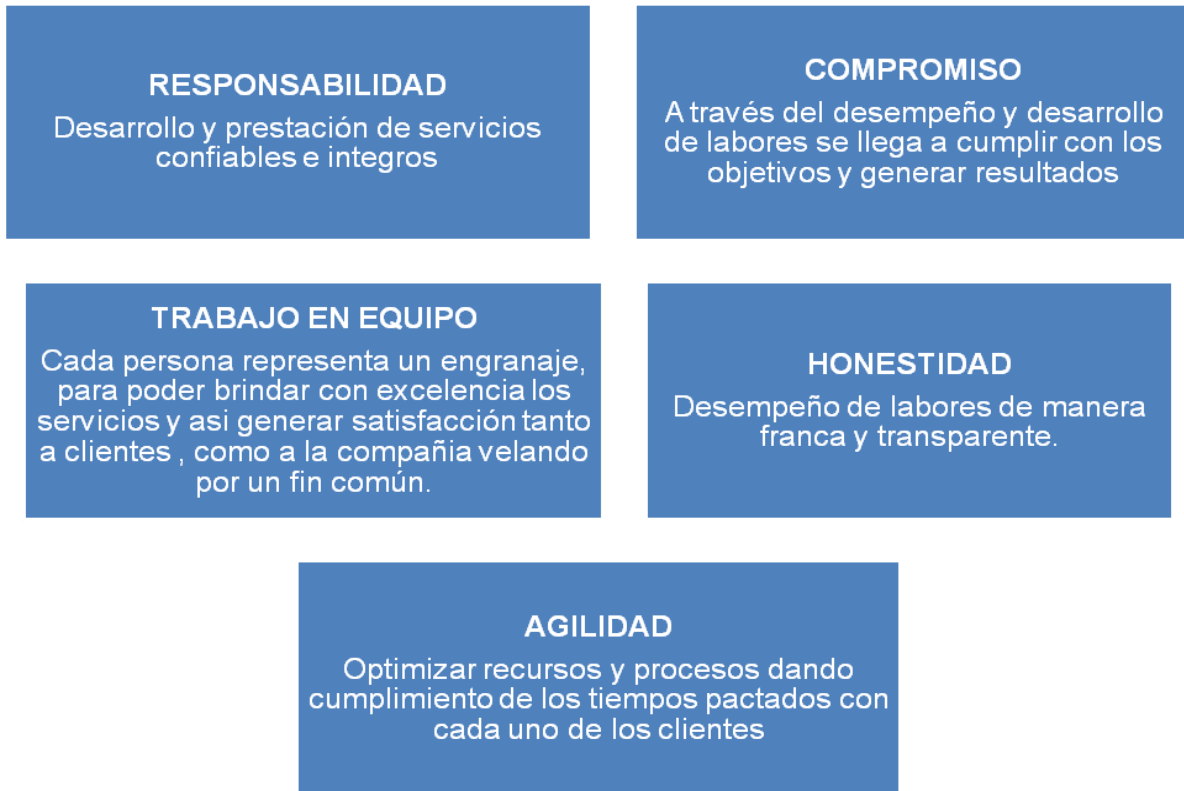 RESPONSABILIDAD
Desarrollo y prestación de servicios
confiables e integros
COMPROMISO
A través del desempeño y desarrollo
de labores se llega a cumplir con los
objetivos y generar resultados
TRABAJO EN EQUIPO
Cada persona representa un engranaje,
para poder brindar con excelencia los
servicios y asi generar satisfacción tanto
a clientes , como a la compañia velando
por un fin común.
HONESTIDAD
Desempeño de labores de manera
franca y transparente.
AGILIDAD
Optimizar recursos y procesos dando
cumplimiento de los tiempos pactados con
cada uno de los clientes